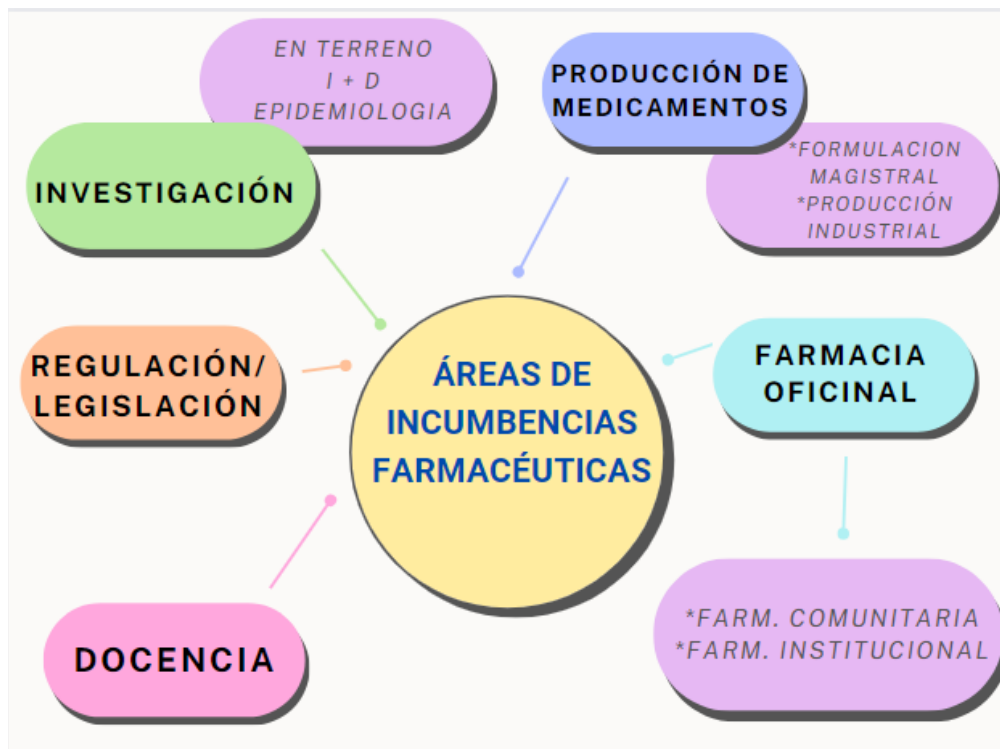 EN TERRENO
I + D
EPIDEMIOLOGIA
INVESTIGACIÓN
PRODUCCIÓN DE
MEDICAMENTOS
*FORMULACION
MAGISTRAL
*PRODUCCIÓN
INDUSTRIAL
REGULACIÓN/
LEGISLACIÓN
ÁREAS DE
INCUMBENCIAS
FARMACÉUTICAS
FARMACIA
OFICINAL
DOCENCIA
*FARM. COMUNITARIA
*FARM. INSTITUCIONAL